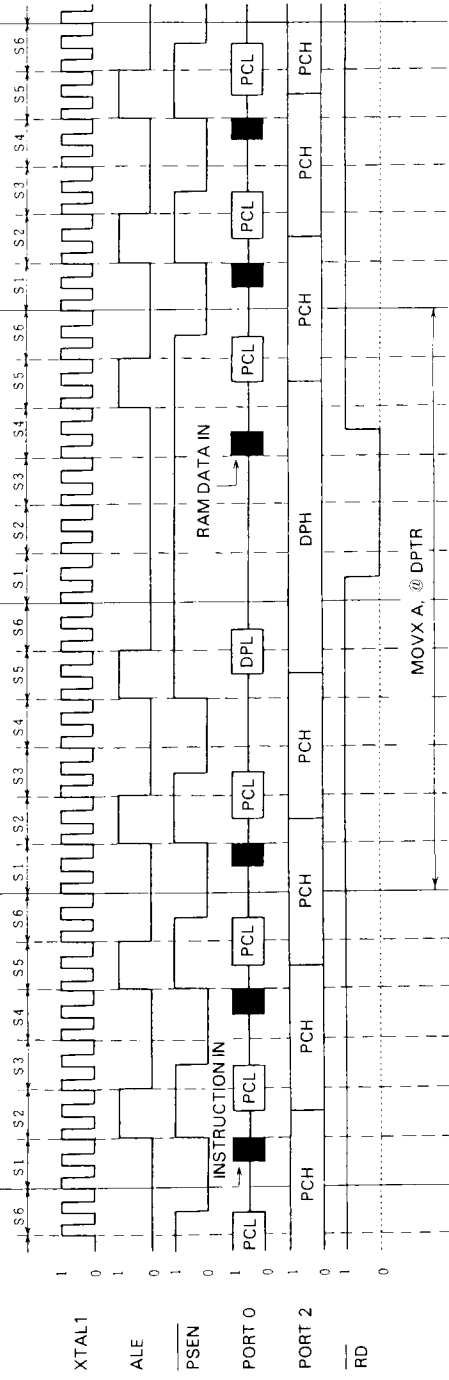 S6 S1 S2 S3 S4 S5 S6 S1 S2 S3 S4 S5 S6 S1 S2 S3 S4 S5 S6 S1 S2 S3 S4 S5 S6
XTAL1 1 0
ALE 1 0
PSEN 1 0
INSTRUCTION IN RAM DATA IN
PORT 0 1 0 PCL PCL PCL PCL DPL PCL PCL PCL
PORT 2 1 0 PCH PCH PCH PCH DPH PCH PCH PCH
RD 1 0
MOVX A, @ DPTR